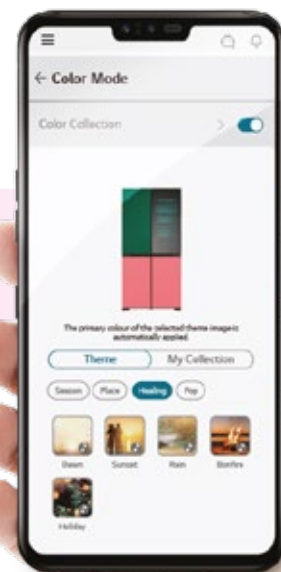 ← Color Mode
Color Collection >
The primary colour of the selected theme image is
automatically applied.
Theme My Collection
Season Place Healing Pop
Dawn Sunset Rain Bonfire
Holiday